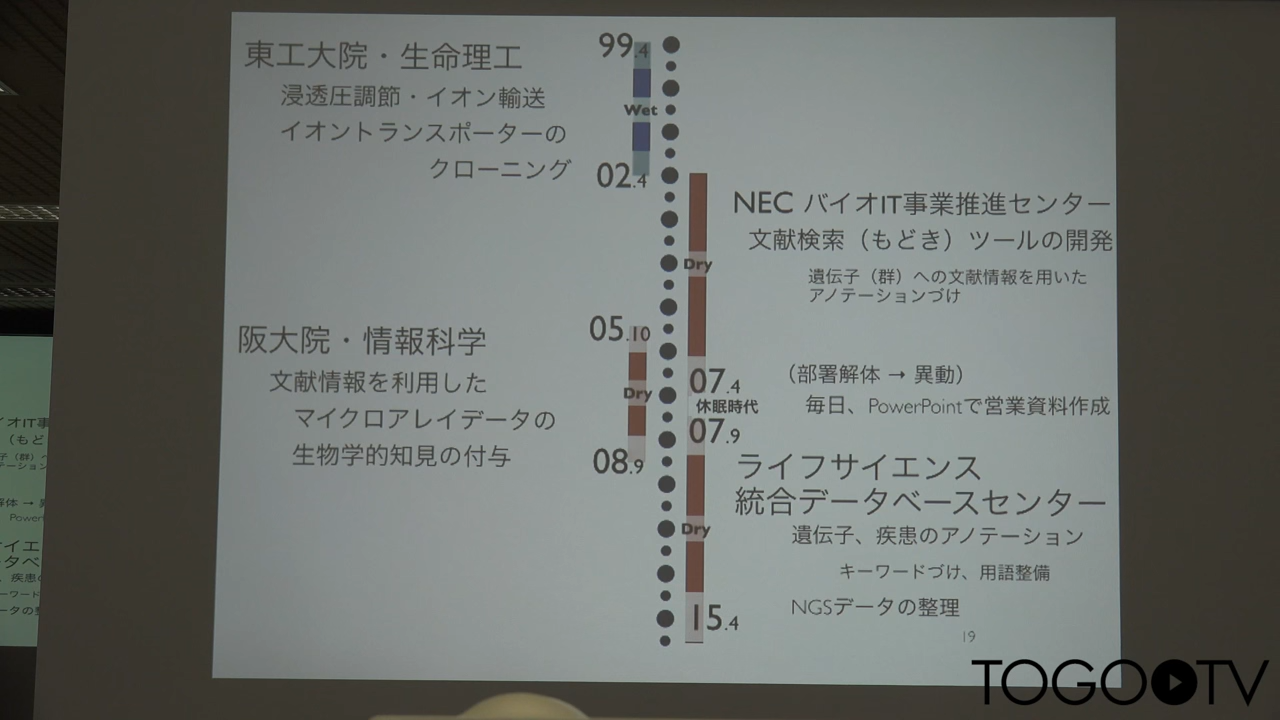 東工大院・生命理工
浸透圧調節・イオン輸送
イオントランスポーターの
クローニング
99.4
Wet
02.4
NEC バイオIT事業推進センター
文献検索（もどき）ツールの開発
遺伝子（群）への文献情報を用いた
アノテーションづけ
Dry
阪大院・情報科学
文献情報を利用した
マイクロアレイデータの
生物学的知見の付与
05.10
Dry
08.9
07.4
（部署解体 → 異動）
休眠時代
毎日、PowerPointで営業資料作成
07.9
ライフサイエンス
統合データベースセンター
遺伝子、疾患のアノテーション
Dry
キーワードづけ、用語整備
NGSデータの整理
15.4
19
TOGOTV